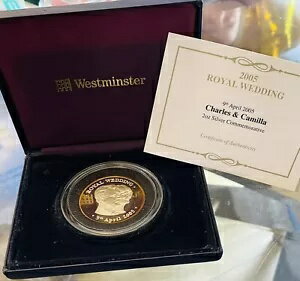 Westminster
2005
ROYAL WEDDING
9th April 2005
Charles & Camilla
2oz Silver Commemorative
Certificate of Authenticity
ROYAL WEDDING
9th April 2005